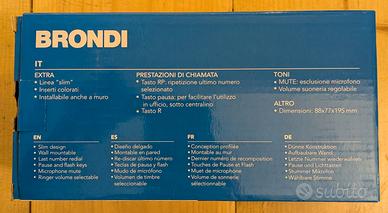 BRONDI
IT
EXTRA
• Linea "slim"
• Inserti colorati
• Installabile anche a muro
PRESTAZIONI DI CHIAMATA
• Tasto RP: ripetizione ultimo numero
selezionato
• Tasto pausa: per facilitare l'utilizzo
in ufficio, sotto centralino
• Tasto R
TONI
• MUTE: esclusione microfono
• Volume suoneria regolabile
ALTRO
• Dimensioni: 88x77x195 mm
EN
• Slim design
• Wall mountable
• Last number redial
• Pause and flash keys
• Microphone mute
• Ringer volume selectable
ES
• Diseño delgado
• Montable en pared
• Re-discar último número
• Teclas de pausa y flash
• Mudo de microfono
• Volumen de timbre
seleccionable
FR
• Conception profilée
• Montable au mur
• Dernier numéro de recomposition
• Touches de Pause et Flash
• Muet de microphone
• Volume de sonnerie
sélectionnable
DE
• Dünne Konstruktion
• Aufbaubare Wand
• Letzte Nummer wiederwählen
• Pause und Lichttasten
• Stummer Mikrofon
• Wählbare Stimme
subito